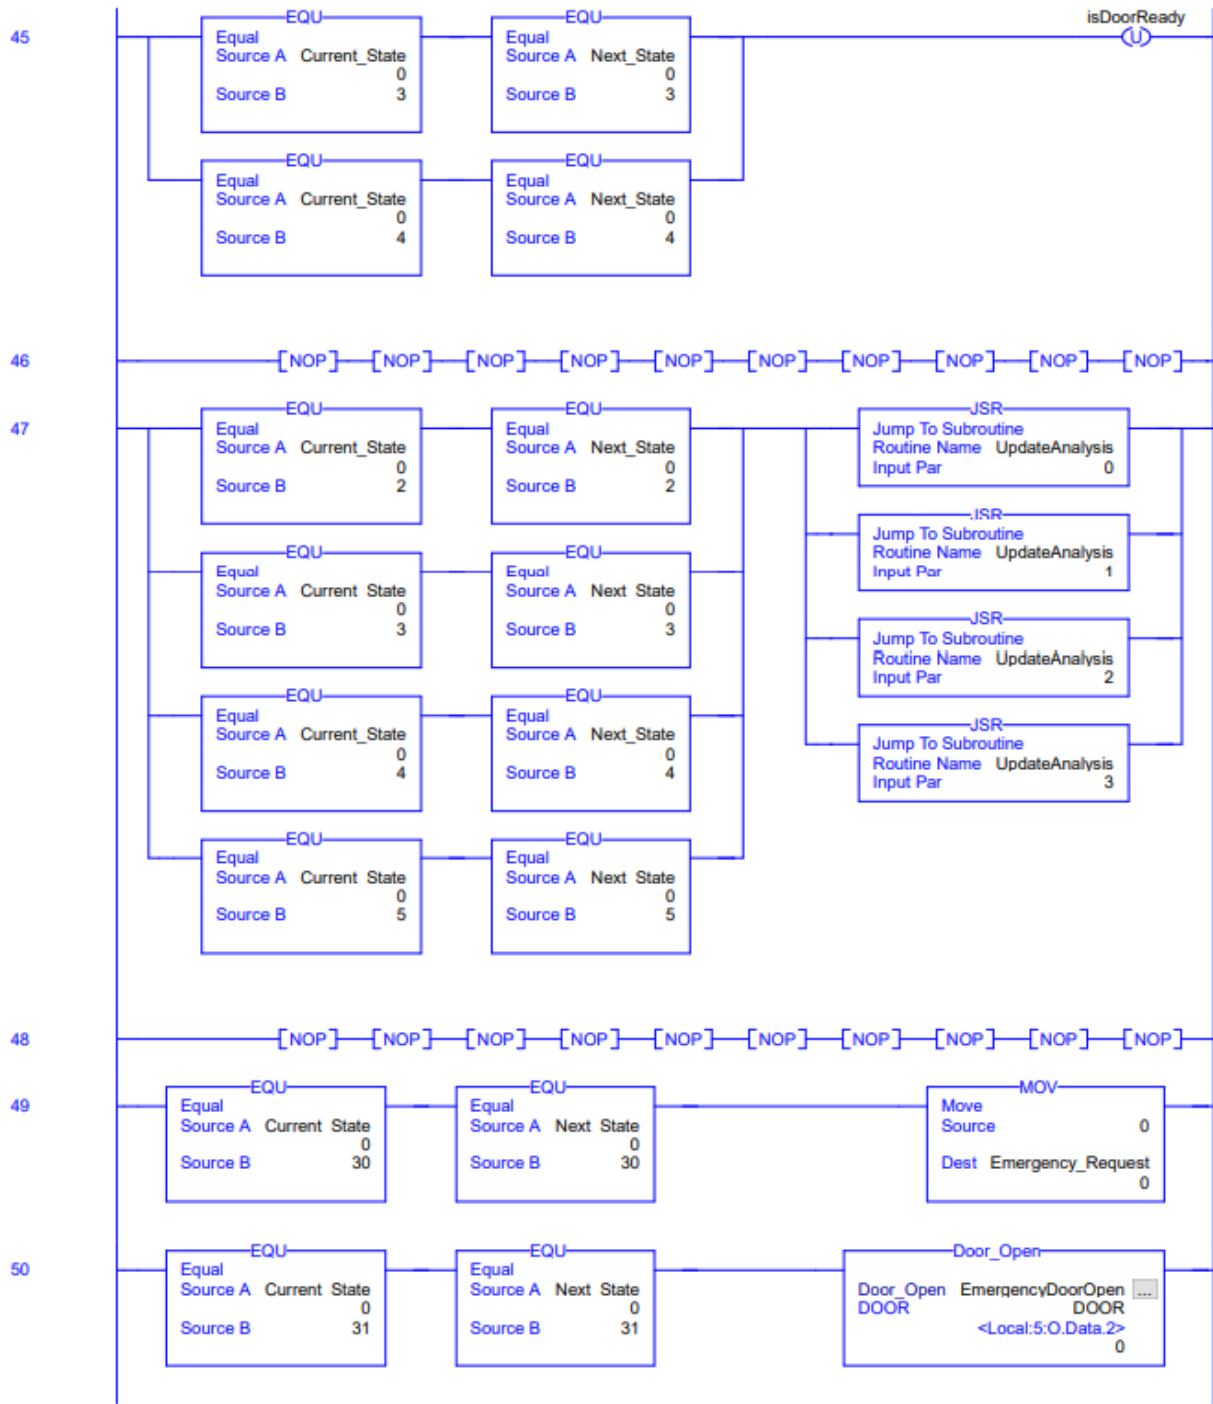 45
EQU
Equal
Source A Current_State
0
Source B 3
EQU
Equal
Source A Next_State
0
Source B 3
isDoorReady
U
EQU
Equal
Source A Current_State
0
Source B 4
EQU
Equal
Source A Next_State
0
Source B 4
46
[NOP] [NOP] [NOP] [NOP] [NOP] [NOP] [NOP] [NOP] [NOP] [NOP]
47
EQU
Equal
Source A Current_State
0
Source B 2
EQU
Equal
Source A Next_State
0
Source B 2
JSR
Jump To Subroutine
Routine Name UpdateAnalysis
Input Par 0
JSR
Jump To Subroutine
Routine Name UpdateAnalysis
Input Par 1
EQU
Equal
Source A Current State
0
Source B 3
EQU
Equal
Source A Next State
0
Source B 3
JSR
Jump To Subroutine
Routine Name UpdateAnalysis
Input Par 2
EQU
Equal
Source A Current_State
0
Source B 4
EQU
Equal
Source A Next_State
0
Source B 4
JSR
Jump To Subroutine
Routine Name UpdateAnalysis
Input Par 3
EQU
Equal
Source A Current State
0
Source B 5
EQU
Equal
Source A Next State
0
Source B 5
48
[NOP] [NOP] [NOP] [NOP] [NOP] [NOP] [NOP] [NOP] [NOP] [NOP]
49
EQU
Equal
Source A Current State
0
Source B 30
EQU
Equal
Source A Next State
0
Source B 30
MOV
Move
Source 0
Dest Emergency_Request
0
50
EQU
Equal
Source A Current State
0
Source B 31
EQU
Equal
Source A Next State
0
Source B 31
Door_Open
Door_Open EmergencyDoorOpen ...
DOOR DOOR
<Local:5:O.Data.2>
0